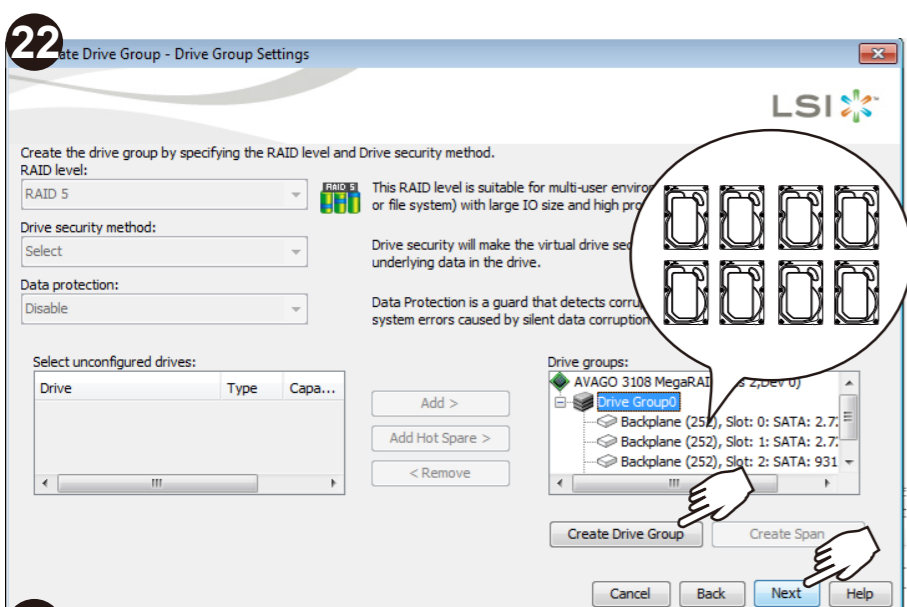 22
ate Drive Group - Drive Group Settings
LSI
Create the drive group by specifying the RAID level and Drive security method.
RAID level:
RAID 5
RAID 5
This RAID level is suitable for multi-user
or file system) with large IO size and high
Drive security method:
Select
Drive security will make the virtual drive
underlying data in the drive.
Data protection:
Disable
Data Protection is a guard that detects
system errors caused by silent data corruption
Select unconfigured drives:
Drive Type Capa...
Add >
Add Hot Spare >
< Remove
Drive groups:
AVAGO 3108 MegaRAI s 2,Dev 0)
Drive Group0
Backplane (252), Slot: 0: SATA: 2.7
Backplane (252), Slot: 1: SATA: 2.7
Backplane (252), Slot: 2: SATA: 931
Create Drive Group
Create Span
Cancel
Back
Next
Help